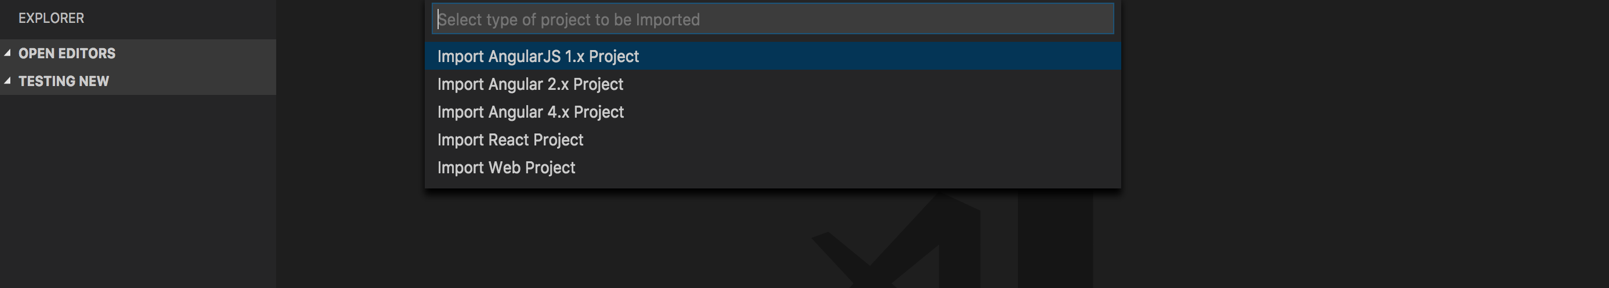 EXPLORER
OPEN EDITORS
TESTING NEW
Select type of project to be Imported
Import AngularJS 1.x Project
Import Angular 2.x Project
Import Angular 4.x Project
Import React Project
Import Web Project